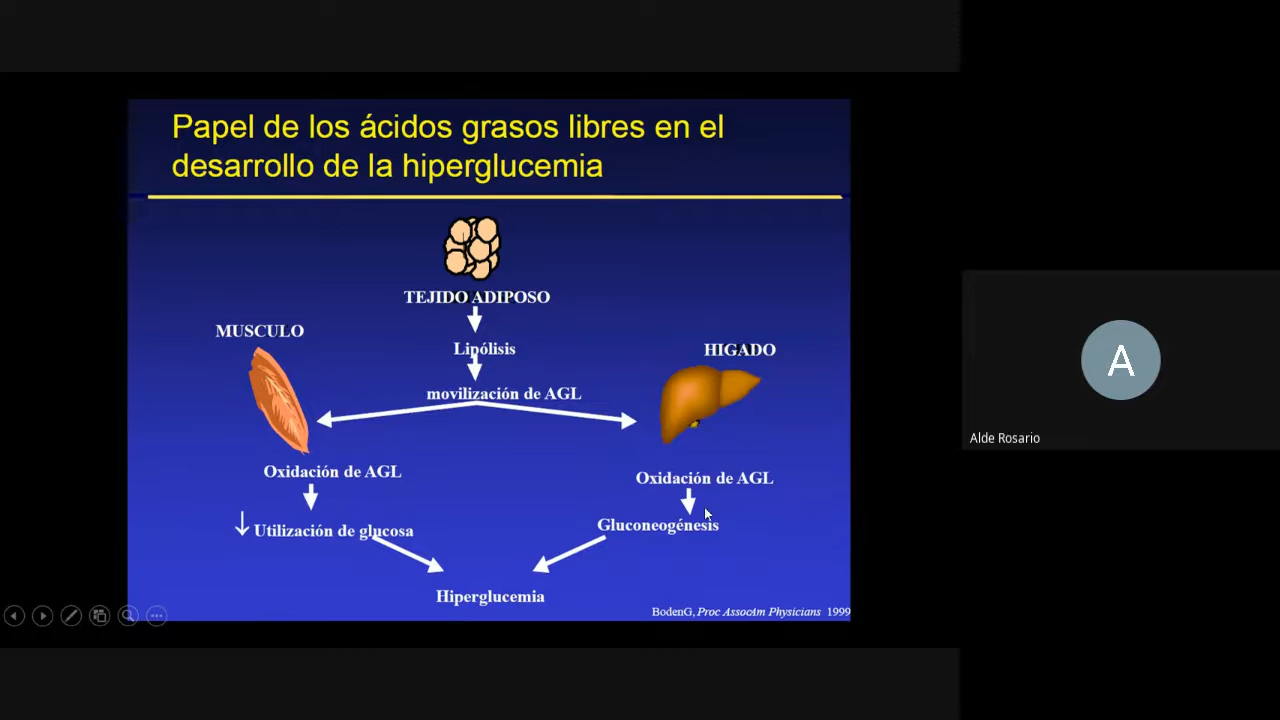 Papel de los ácidos grasos libres en el
desarrollo de la hiperglucemia
TEJIDO ADIPOSO
MUSCULO
Lipólisis
HIGADO
movilización de AGL
Oxidación de AGL
Oxidación de AGL
↓ Utilización de glucosa
Gluconeogénesis
Hiperglucemia
BodenG, Proc AssocAm Physicians 1999
A
Alde Rosario